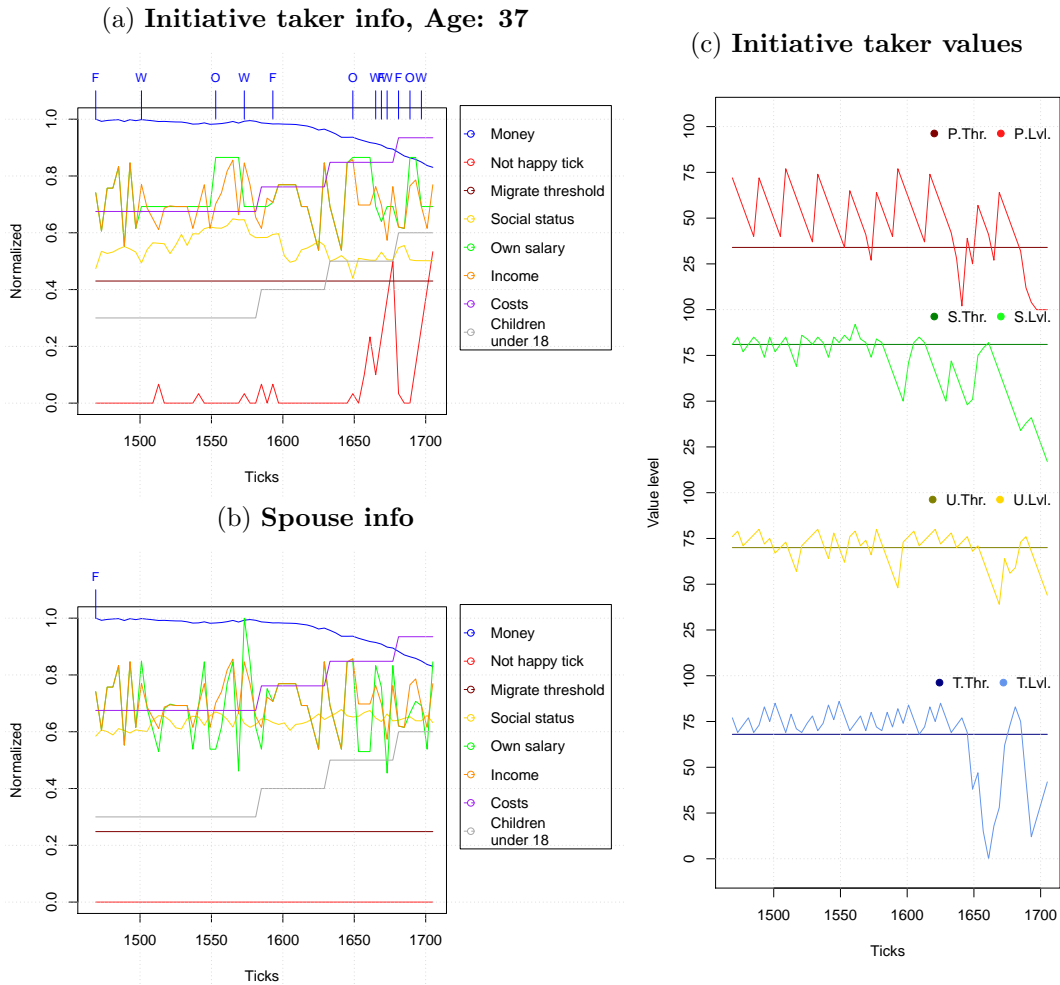 (a) Initiative taker info, Age: 37
F W O W F O W F W F O W
Normalized
1.0
0.8
0.6
0.4
0.2
0.0
1500 1550 1600 1650 1700
Ticks
Money
Not happy tick
Migrate threshold
Social status
Own salary
Income
Costs
Children
under 18
(b) Spouse info
F
Normalized
1.0
0.8
0.6
0.4
0.2
0.0
1500 1550 1600 1650 1700
Ticks
Money
Not happy tick
Migrate threshold
Social status
Own salary
Income
Costs
Children
under 18
(c) Initiative taker values
Value level
100
P.Thr. P.Lvl.
75
50
25
100
S.Thr. S.Lvl.
75
50
25
100
U.Thr. U.Lvl.
75
50
25
100
T.Thr. T.Lvl.
75
50
25
0
1500 1550 1600 1650 1700
Ticks